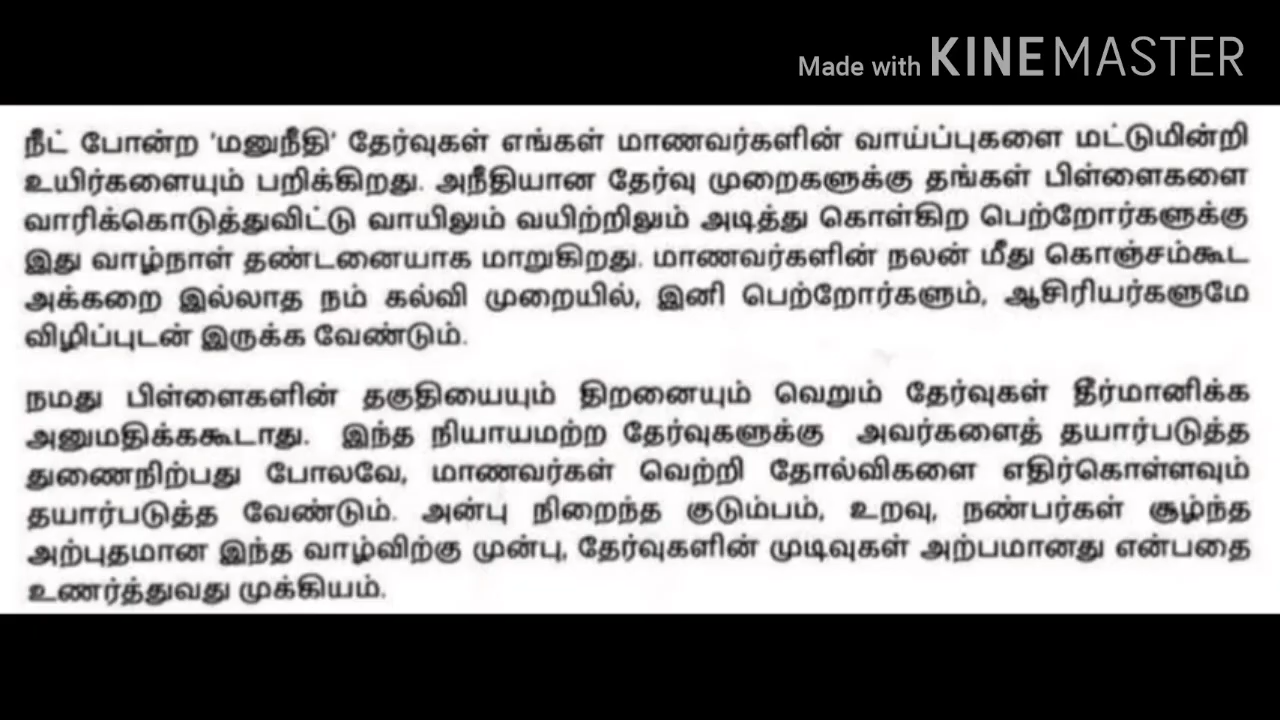 Made with KINEMASTER
நீட் போன்ற 'மனுநீதி' தேர்வுகள் எங்கள் மாணவர்களின் வாய்ப்புகளை மட்டுமின்றி
உயிர்களையும் பறிக்கிறது. அநீதியான தேர்வு முறைகளுக்கு தங்கள் பிள்ளைகளை
வாரிக்கொடுத்துவிட்டு வாயிலும் வயிற்றிலும் அடித்து கொள்கிற பெற்றோர்களுக்கு
இது வாழ்நாள் தண்டனையாக மாறுகிறது. மாணவர்களின் நலன் மீது கொஞ்சம்கூட
அக்கறை இல்லாத நம் கல்வி முறையில், இனி பெற்றோர்களும், ஆசிரியர்களுமே
விழிப்புடன் இருக்க வேண்டும்.
நமது பிள்ளைகளின் தகுதியையும் திறனையும் வெறும் தேர்வுகள் தீர்மானிக்க
அனுமதிக்ககூடாது. இந்த நியாயமற்ற தேர்வுகளுக்கு அவர்களைத் தயார்படுத்த
துணைநிற்பது போலவே, மாணவர்கள் வெற்றி தோல்விகளை எதிர்கொள்ளவும்
தயார்படுத்த வேண்டும். அன்பு நிறைந்த குடும்பம், உறவு, நண்பர்கள் சூழ்ந்த
அற்புதமான இந்த வாழ்விற்கு முன்பு, தேர்வுகளின் முடிவுகள் அற்பமானது என்பதை
உணர்த்துவது முக்கியம்.